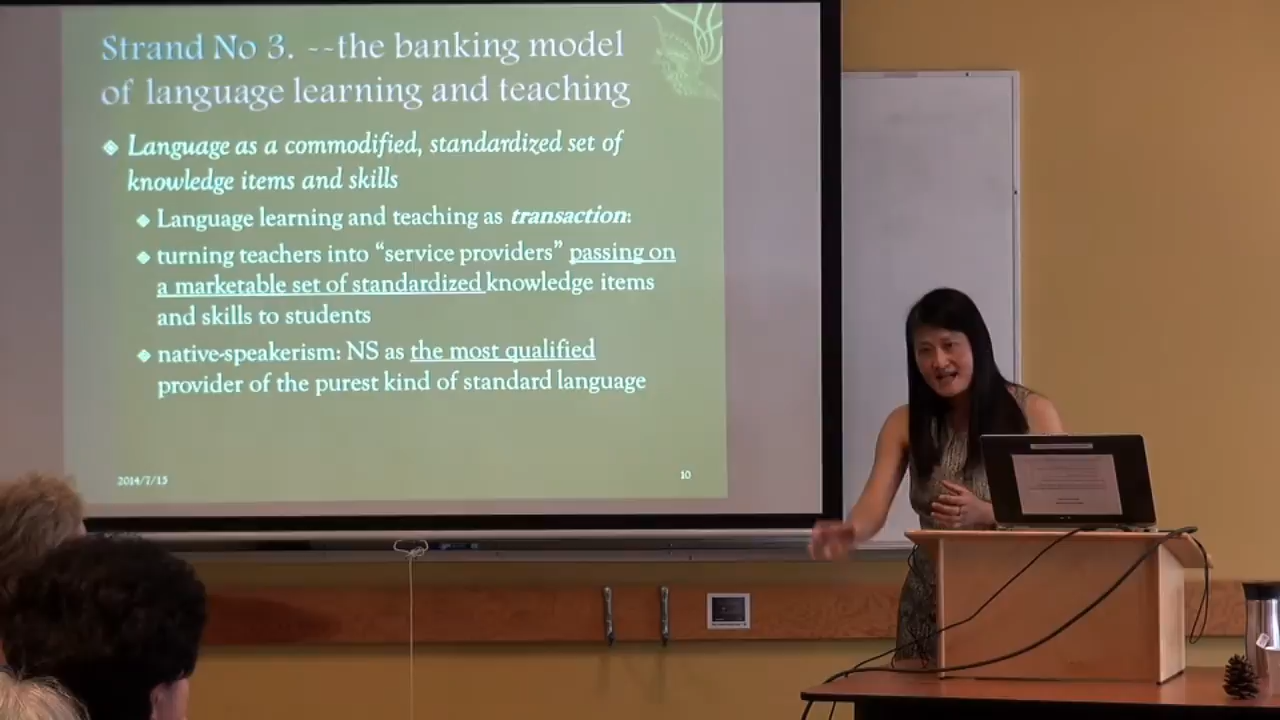 Strand No 3. --the banking model
of language learning and teaching
Language as a commodified, standardized set of
knowledge items and skills
Language learning and teaching as transaction:
turning teachers into “service providers” passing on
a marketable set of standardized knowledge items
and skills to students
native-speakerism: NS as the most qualified
provider of the purest kind of standard language
2014/7/15
10